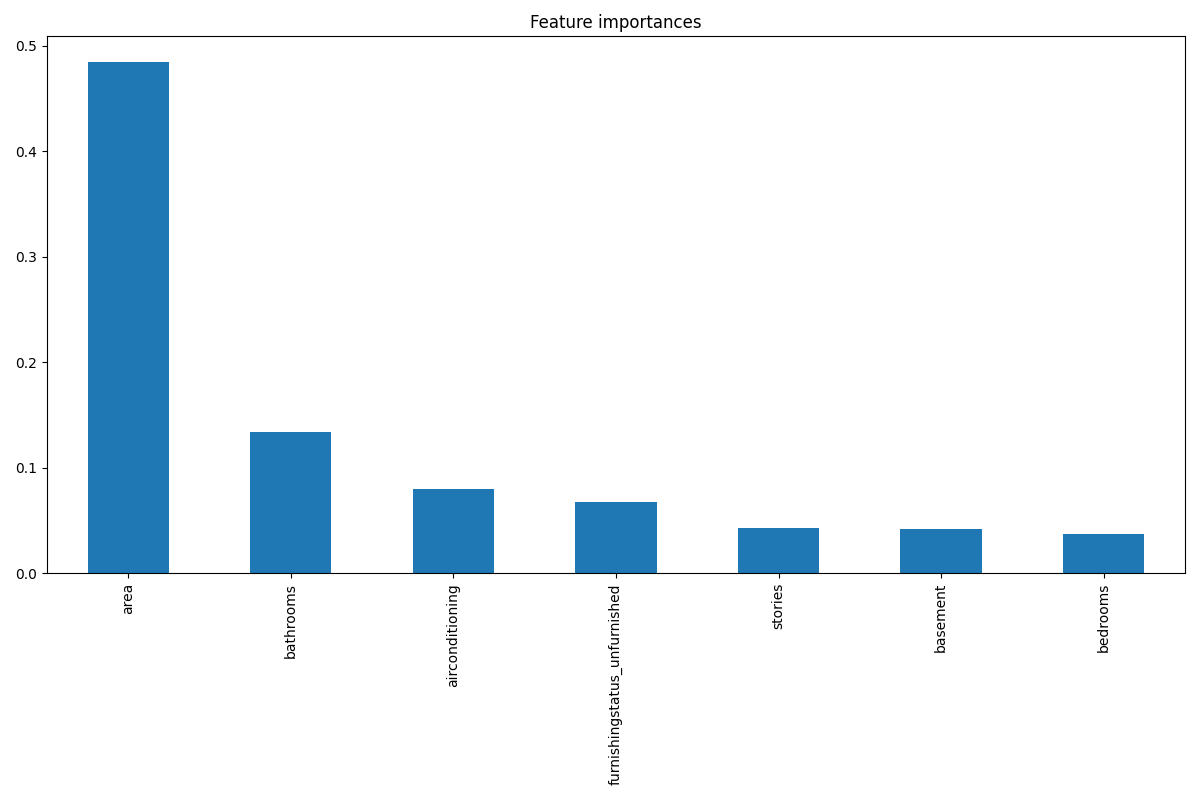 Feature importances
0.5
0.4
0.3
0.2
0.1
0.0
area
bathrooms
airconditioning
furnishingstatus_unfurnished
stories
basement
bedrooms